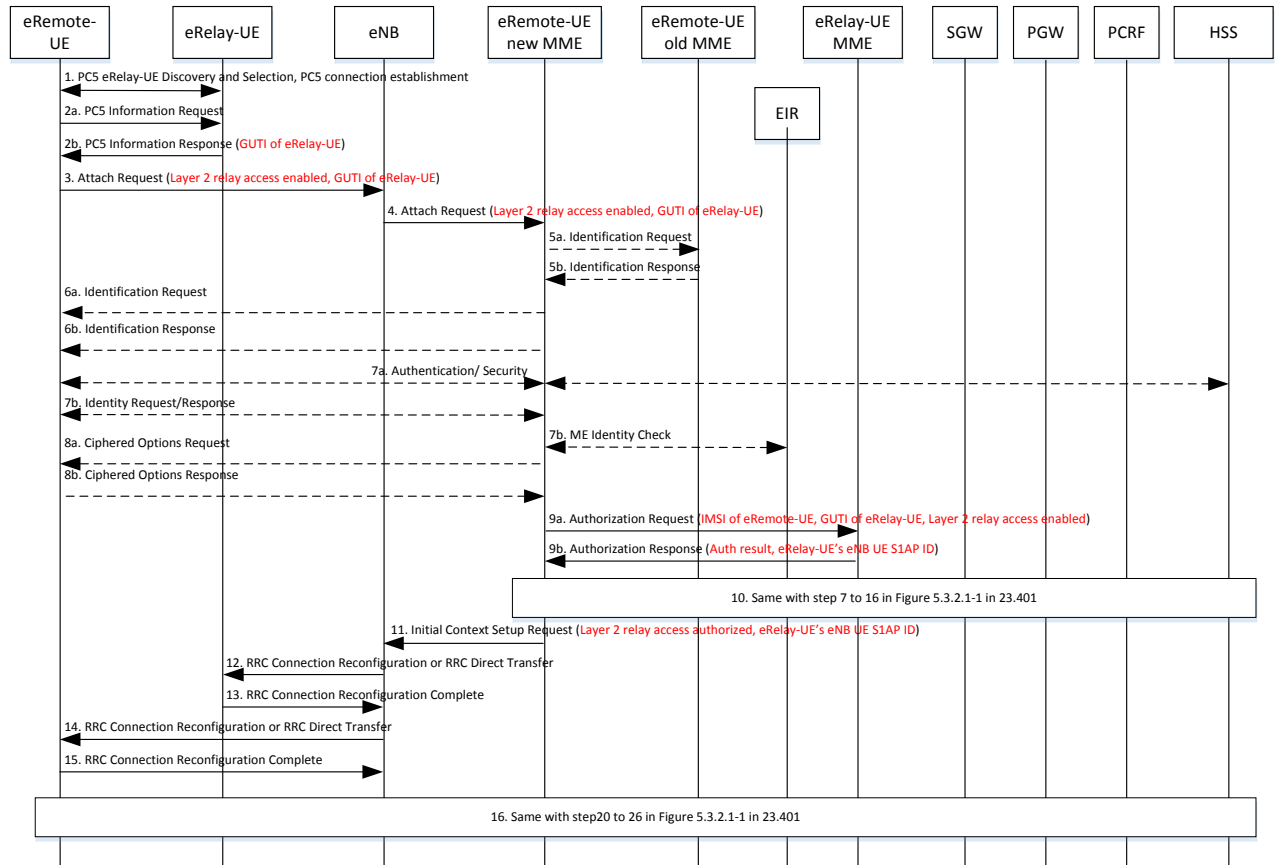 eRemote-
UE
eRelay-UE
eNB
eRemote-UE
new MME
eRemote-UE
old MME
eRelay-UE
MME
SGW
PGW
PCRF
HSS
1. PC5 eRelay-UE Discovery and Selection, PC5 connection establishment
EIR
2a. PC5 Information Request
2b. PC5 Information Response (GUTI of eRelay-UE)
3. Attach Request (Layer 2 relay access enabled, GUTI of eRelay-UE)
4. Attach Request (Layer 2 relay access enabled, GUTI of eRelay-UE)
5a. Identification Request
5b. Identification Response
6a. Identification Request
6b. Identification Response
7a. Authentication/ Security
7b. Identity Request/Response
7b. ME Identity Check
8a. Ciphered Options Request
8b. Ciphered Options Response
9a. Authorization Request (IMSI of eRemote-UE, GUTI of eRelay-UE, Layer 2 relay access enabled)
9b. Authorization Response (Auth result, eRelay-UE’s eNB UE S1AP ID)
10. Same with step 7 to 16 in Figure 5.3.2.1-1 in 23.401
11. Initial Context Setup Request (Layer 2 relay access authorized, eRelay-UE’s eNB UE S1AP ID)
12. RRC Connection Reconfiguration or RRC Direct Transfer
13. RRC Connection Reconfiguration Complete
14. RRC Connection Reconfiguration or RRC Direct Transfer
15. RRC Connection Reconfiguration Complete
16. Same with step20 to 26 in Figure 5.3.2.1-1 in 23.401